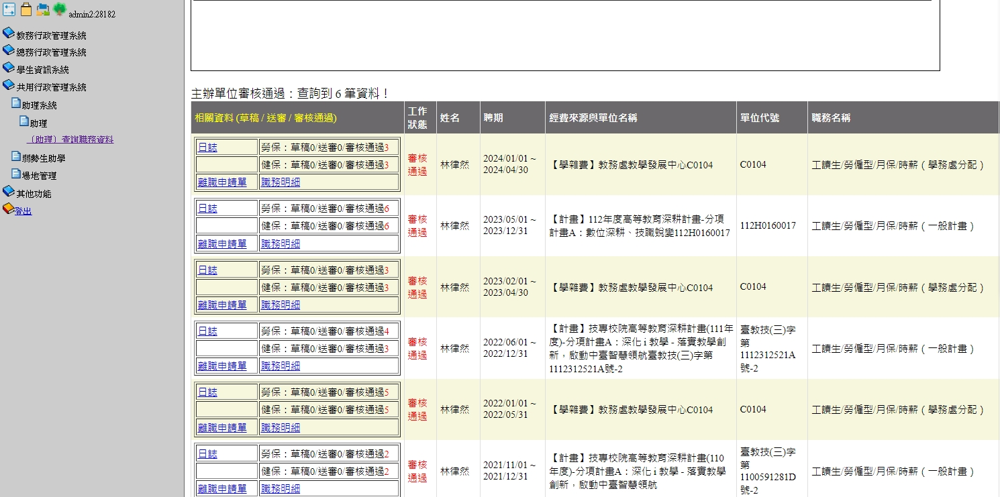 admin2:28182
教務行政管理系統
總務行政管理系統
學生資訊系統
共用行政管理系統
助理系統
助理
〔助理〕查詢職務資料
弱勢生助學
場地管理
其他功能
登出
主辦單位審核通過：查詢到 6 筆資料！
相關資料 (草稿 / 送審 / 審核通過)
工作
狀態
姓名
聘期
經費來源與單位名稱
單位代號
職務名稱
日誌
勞保：草稿0/送審0/審核通過3
健保：草稿0/送審0/審核通過3
離職申請單
職務明細
審核
通過
林律然
2024/01/01 ~
2024/04/30
【學雜費】教務處教學發展中心C0104
C0104
工讀生/勞僱型/月保/時薪（學務處分配）
日誌
勞保：草稿0/送審0/審核通過6
健保：草稿0/送審0/審核通過6
離職申請單
職務明細
審核
通過
林律然
2023/05/01 ~
2023/12/31
【計畫】112年度高等教育深耕計畫-分項
計畫A：數位深耕、技職蛻變112H0160017
112H0160017
工讀生/勞僱型/月保/時薪（一般計畫）
日誌
勞保：草稿0/送審0/審核通過3
健保：草稿0/送審0/審核通過3
離職申請單
職務明細
審核
通過
林律然
2023/02/01 ~
2023/04/30
【學雜費】教務處教學發展中心C0104
C0104
工讀生/勞僱型/月保/時薪（學務處分配）
日誌
勞保：草稿0/送審0/審核通過4
健保：草稿0/送審0/審核通過3
離職申請單
職務明細
審核
通過
林律然
2022/06/01 ~
2022/12/31
【計畫】技專校院高等教育深耕計畫(111年
度)-分項計畫A：深化 i 教學 - 落實教學創
新，啟動中臺智慧領航臺教技(三)字第
1112312521A號-2
臺教技(三)字
第
1112312521A
號-2
工讀生/勞僱型/月保/時薪（一般計畫）
日誌
勞保：草稿0/送審0/審核通過5
健保：草稿0/送審0/審核通過5
離職申請單
職務明細
審核
通過
林律然
2022/01/01 ~
2022/05/31
【學雜費】教務處教學發展中心C0104
C0104
工讀生/勞僱型/月保/時薪（學務處分配）
日誌
勞保：草稿0/送審0/審核通過2
健保：草稿0/送審0/審核通過2
離職申請單
職務明細
審核
通過
林律然
2021/11/01 ~
2021/12/31
【計畫】技專校院高等教育深耕計畫(110
年度)-分項計畫A：深化 i 教學 - 落實教學
創新，啟動中臺智慧領航
臺教技(三)字
第
1100591281D
號-2
工讀生/勞僱型/月保/時薪（一般計畫）